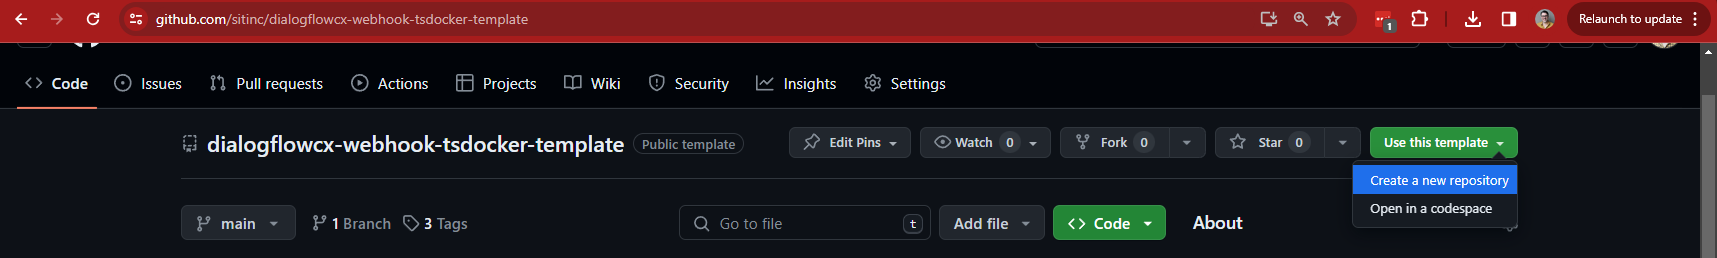 github.com/sitinc/dialogflowcx-webhook-tsdocker-template
1
Relaunch to update
Code Issues Pull requests Actions Projects Wiki Security Insights Settings
dialogflowcx-webhook-tsdocker-template Public template Edit Pins Watch 0 Fork 0 Star 0 Use this template
Create a new repository
Open in a codespace
main 1 Branch 3 Tags Go to file t Add file Code About